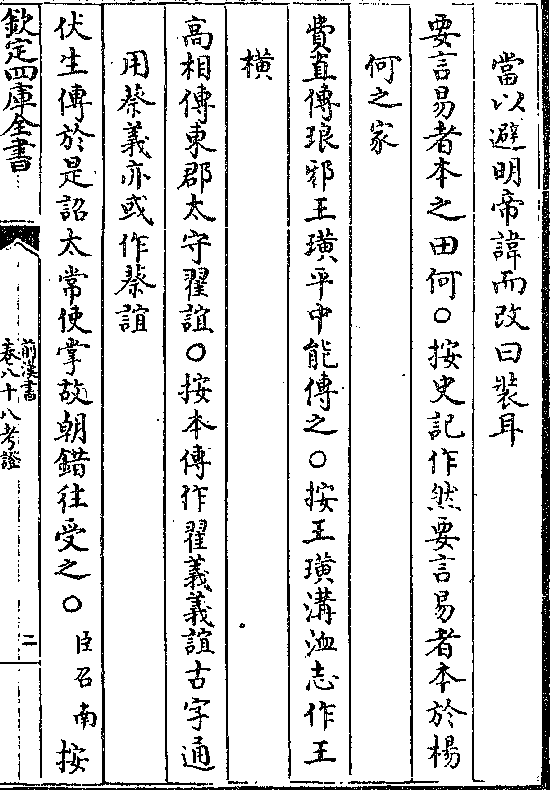 當以避明帝諱而改曰裝耳
要言易者本之田何○按史記作然要言易者本於楊
何之家
費直傳琅邪王璜平中能傳之○按王璜溝洫志作王
橫
高相傳東郡太守翟誼○按本傳作翟義義誼古字通
用蔡義亦或作蔡誼
伏生傳於是詔太常使掌故朝錯往受之○臣召南按
欽定四庫全書
前漢書
卷八十八考證
二